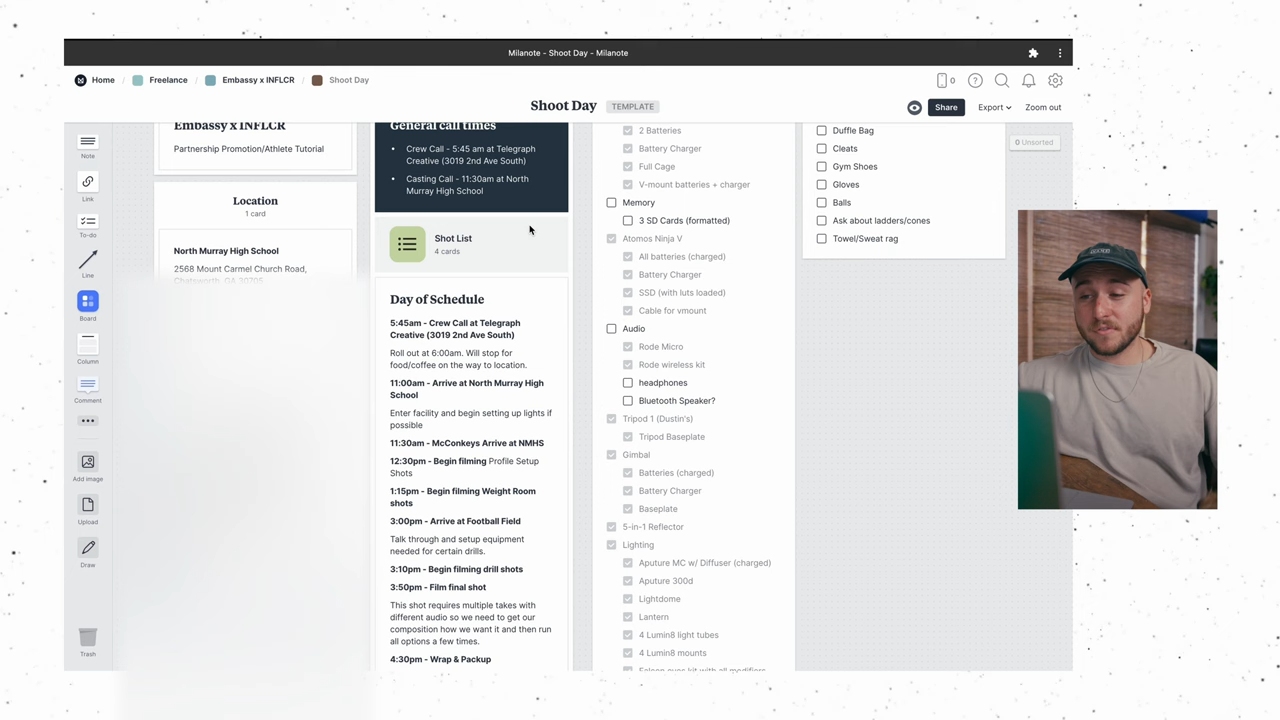 Milanote - Shoot Day - Milanote
Home / Freelance / Embassy x INFLCR / Shoot Day
0
Shoot Day TEMPLATE
Share Export Zoom out
Note
Link
To-do
Line
Board
Column
Comment
Add image
Upload
Draw
Trash
Embassy x INFLCR
Partnership Promotion/Athlete Tutorial
Location
1 card
North Murray High School
2568 Mount Carmel Church Road,
Chatsworth, GA 30705
General call times
• Crew Call - 5:45 am at Telegraph
Creative (3019 2nd Ave South)
• Casting Call - 11:30am at North
Murray High School
Shot List
4 cards
Day of Schedule
5:45am - Crew Call at Telegraph
Creative (3019 2nd Ave South)
Roll out at 6:00am. Will stop for
food/coffee on the way to location.
11:00am - Arrive at North Murray High
School
Enter facility and begin setting up lights if
possible
11:30am - McConkeys Arrive at NMHS
12:30pm - Begin filming Profile Setup
Shots
1:15pm - Begin filming Weight Room
shots
3:00pm - Arrive at Football Field
Talk through and setup equipment
needed for certain drills.
3:10pm - Begin filming drill shots
3:50pm - Film final shot
This shot requires multiple takes with
different audio so we need to get our
composition how we want it and then run
all options a few times.
4:30pm - Wrap & Packup
2 Batteries
Battery Charger
Full Cage
V-mount batteries + charger
Memory
3 SD Cards (formatted)
Atomos Ninja V
All batteries (charged)
Battery Charger
SSD (with luts loaded)
Cable for vmount
Audio
Rode Micro
Rode wireless kit
headphones
Bluetooth Speaker?
Tripod 1 (Dustin's)
Tripod Baseplate
Gimbal
Batteries (charged)
Battery Charger
Baseplate
5-in-1 Reflector
Lighting
Aputure MC w/ Diffuser (charged)
Aputure 300d
Lightdome
Lantern
4 Lumin8 light tubes
4 Lumin8 mounts
Duffle Bag
Cleats
Gym Shoes
Gloves
Balls
Ask about ladders/cones
Towel/Sweat rag
0 Unsorted